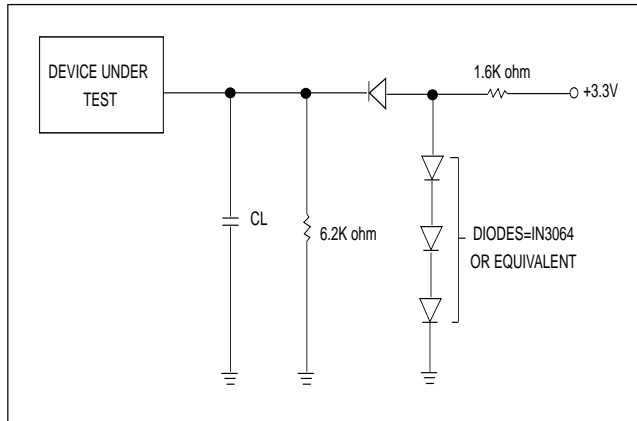 DEVICE UNDER
TEST
1.6K ohm
+3.3V
CL
6.2K ohm
DIODES=IN3064
OR EQUIVALENT